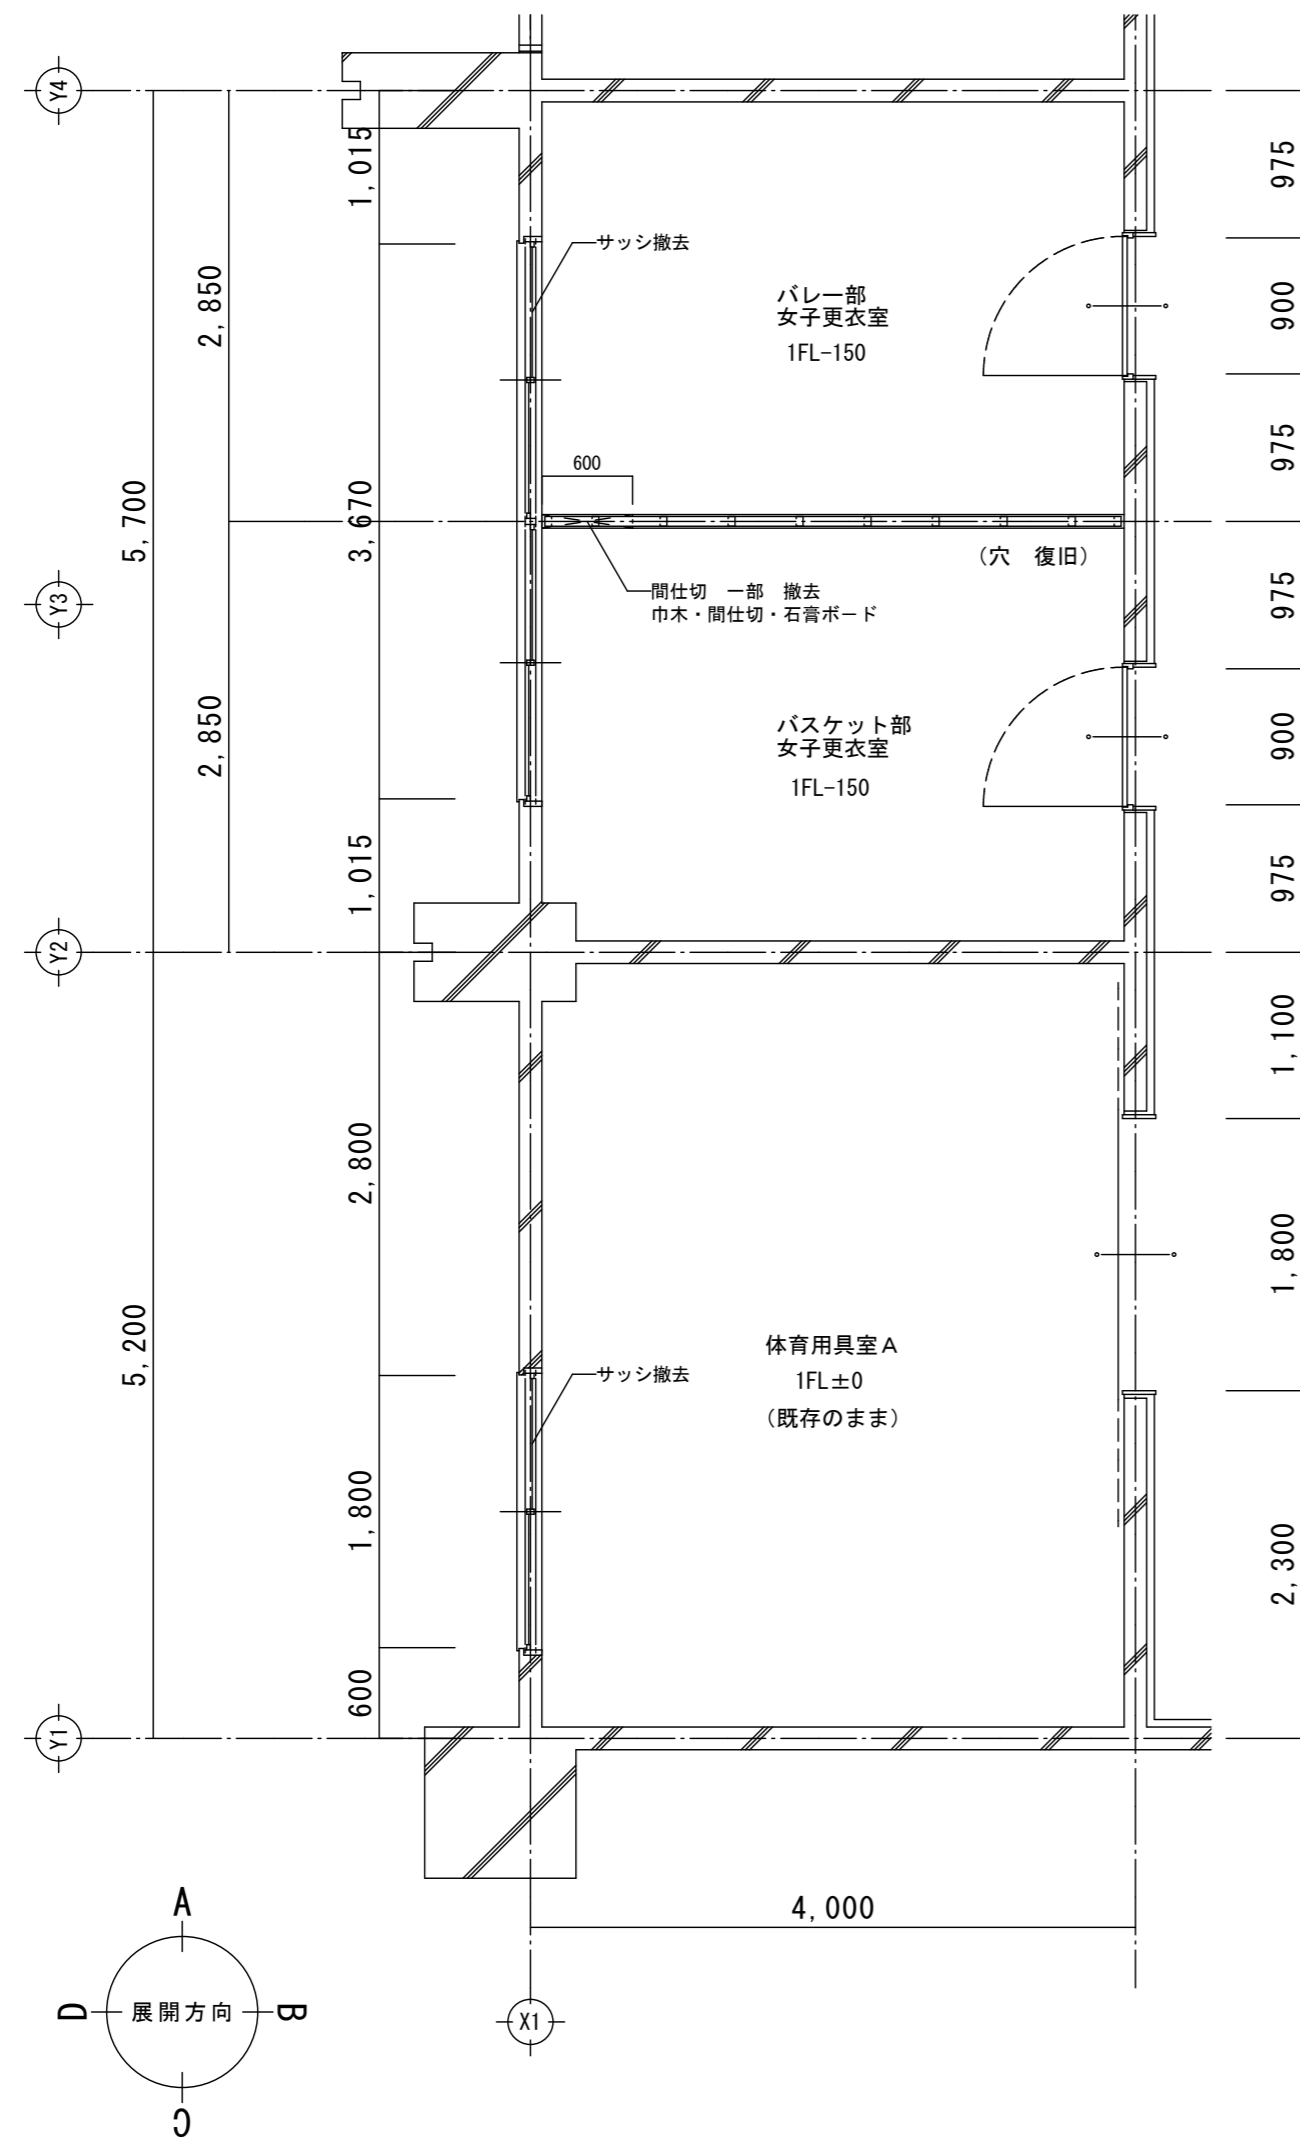 Y4
1,015
975
サッシ撤去
バレー部
女子更衣室
1FL-150
2,850
900
975
600
5,700
3,670
(穴　復旧)
間仕切　一部　撤去
巾木・間仕切・石膏ボード
Y3
975
2,850
バスケット部
女子更衣室
1FL-150
900
1,015
975
Y2
1,100
2,800
1,800
5,200
体育用具室A
1FL±0
(既存のまま)
サッシ撤去
1,800
2,300
600
Y1
4,000
X1
A
D
展開方向
B
C